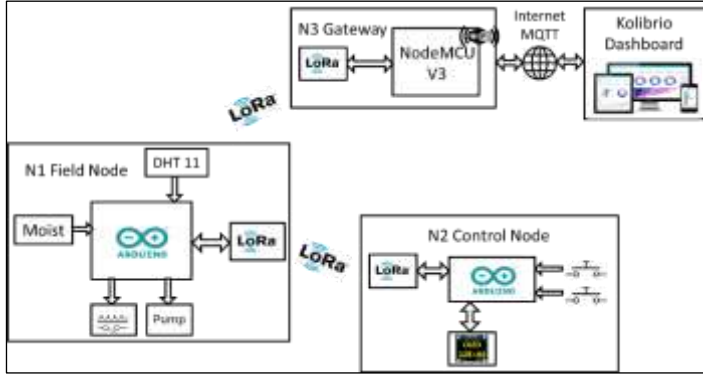 N3 Gateway
LoRa
NodeMCU
V3
Internet
MQTT
Kolibrio
Dashboard
LoRa
N1 Field Node
DHT 11
Moist
ARDUINO
LoRa
Pump
LoRa
N2 Control Node
LoRa
ARDUINO